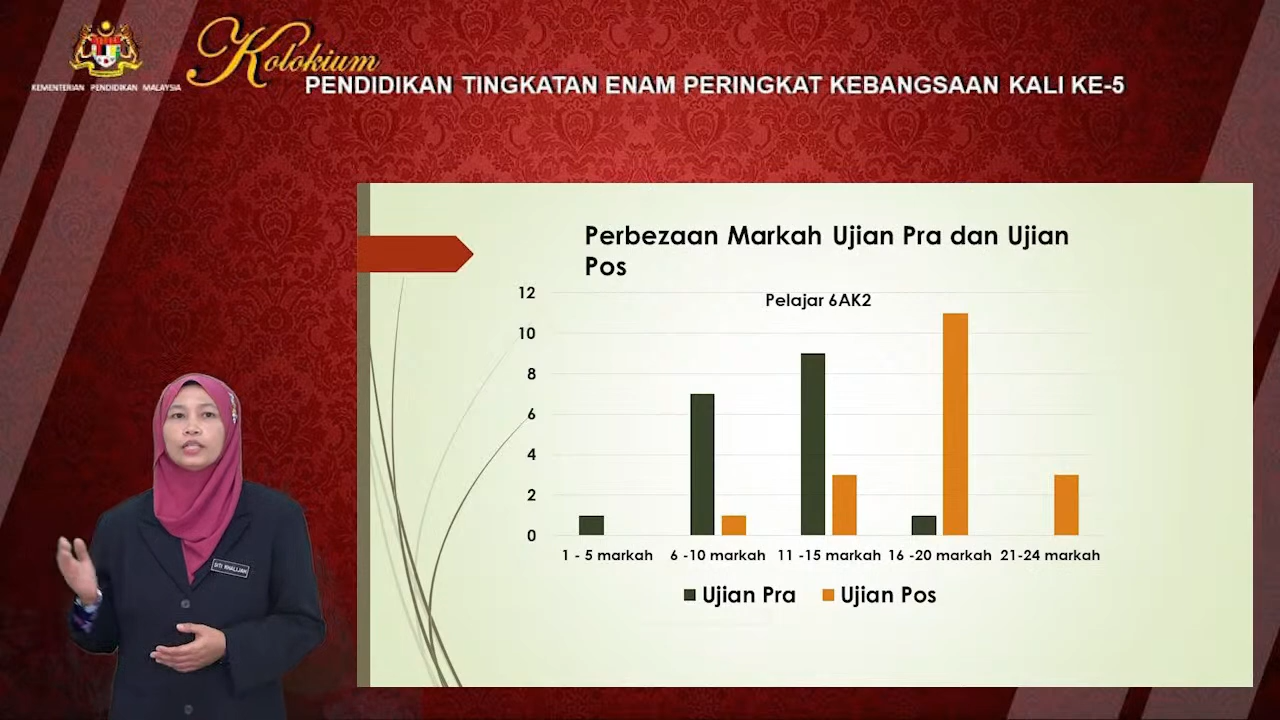 Kolokium
KEMENTERIAN PENDIDIKAN MALAYSIA
PENDIDIKAN TINGKATAN ENAM PERINGKAT KEBANGSAAN KALI KE-5
Perbezaan Markah Ujian Pra dan Ujian
Pos
Pelajar 6AK2
12
10
8
6
4
2
0
1 - 5 markah 6 -10 markah 11 -15 markah 16 -20 markah 21-24 markah
Ujian Pra Ujian Pos
SITI KHALIJAH